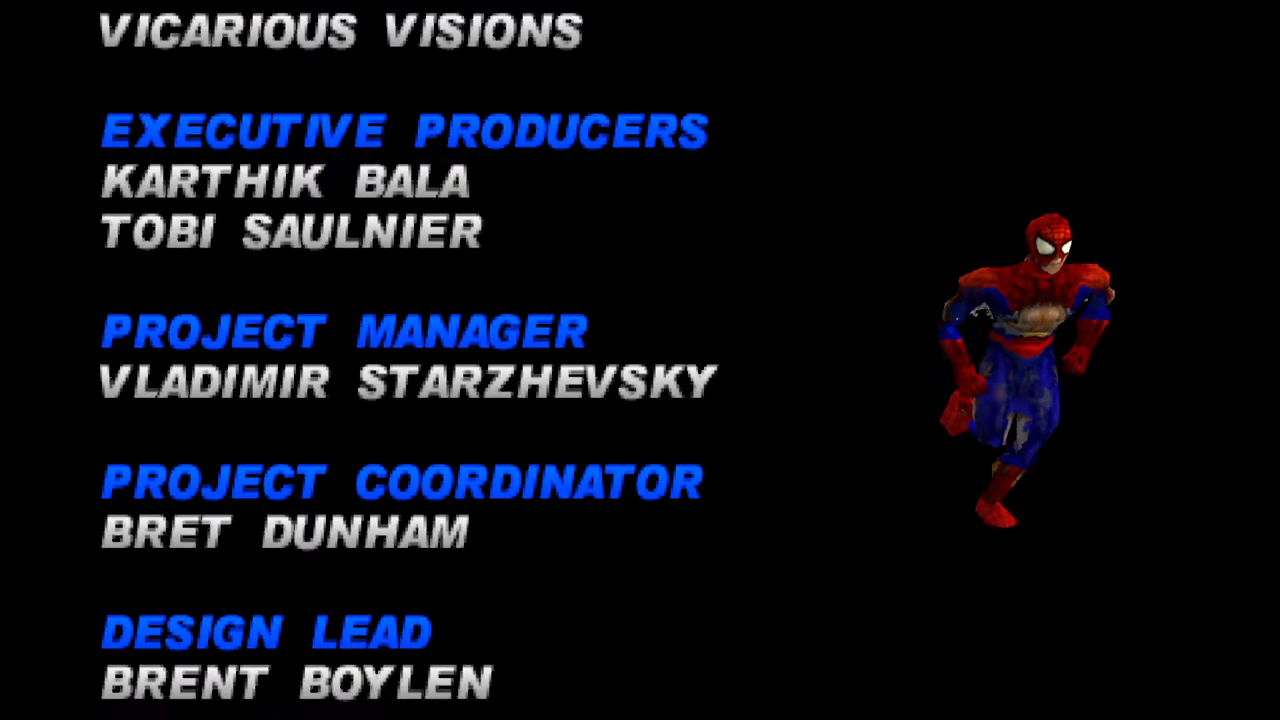 VICARIOUS VISIONS
EXECUTIVE PRODUCERS
KARTHIK BALA
TOBI SAULNIER
PROJECT MANAGER
VLADIMIR STARZHEVSKY
PROJECT COORDINATOR
BRET DUNHAM
DESIGN LEAD
BRENT BOYLEN